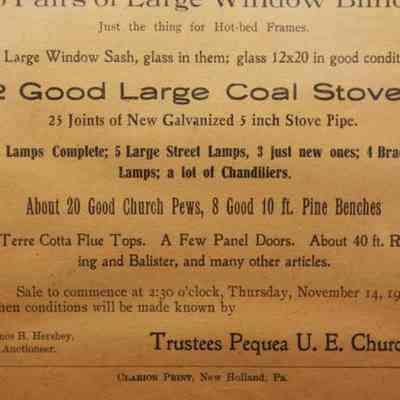 Pairs of Large Window Blind
Just the thing for Hot-bed Frames.
Large Window Sash, glass in them; glass 12x20 in good condit
2 Good Large Coal Stove
25 Joints of New Galvanized 5 inch Stove Pipe.
Lamps Complete; 5 Large Street Lamps, 3 just new ones; 4 Bra
Lamps; a lot of Chandiliers.
About 20 Good Church Pews, 8 Good 10 ft. Pine Benches
Terre Cotta Flue Tops. A Few Panel Doors. About 40 ft. R
ing and Balister, and many other articles.
Sale to commence at 2:30 o'clock, Thursday, November 14, 19
hen conditions will be made known by
nos H. Hershey,
Auctioneer.
Trustees Pequea U. E. Churc
Clarion Print, New Holland, Pa.